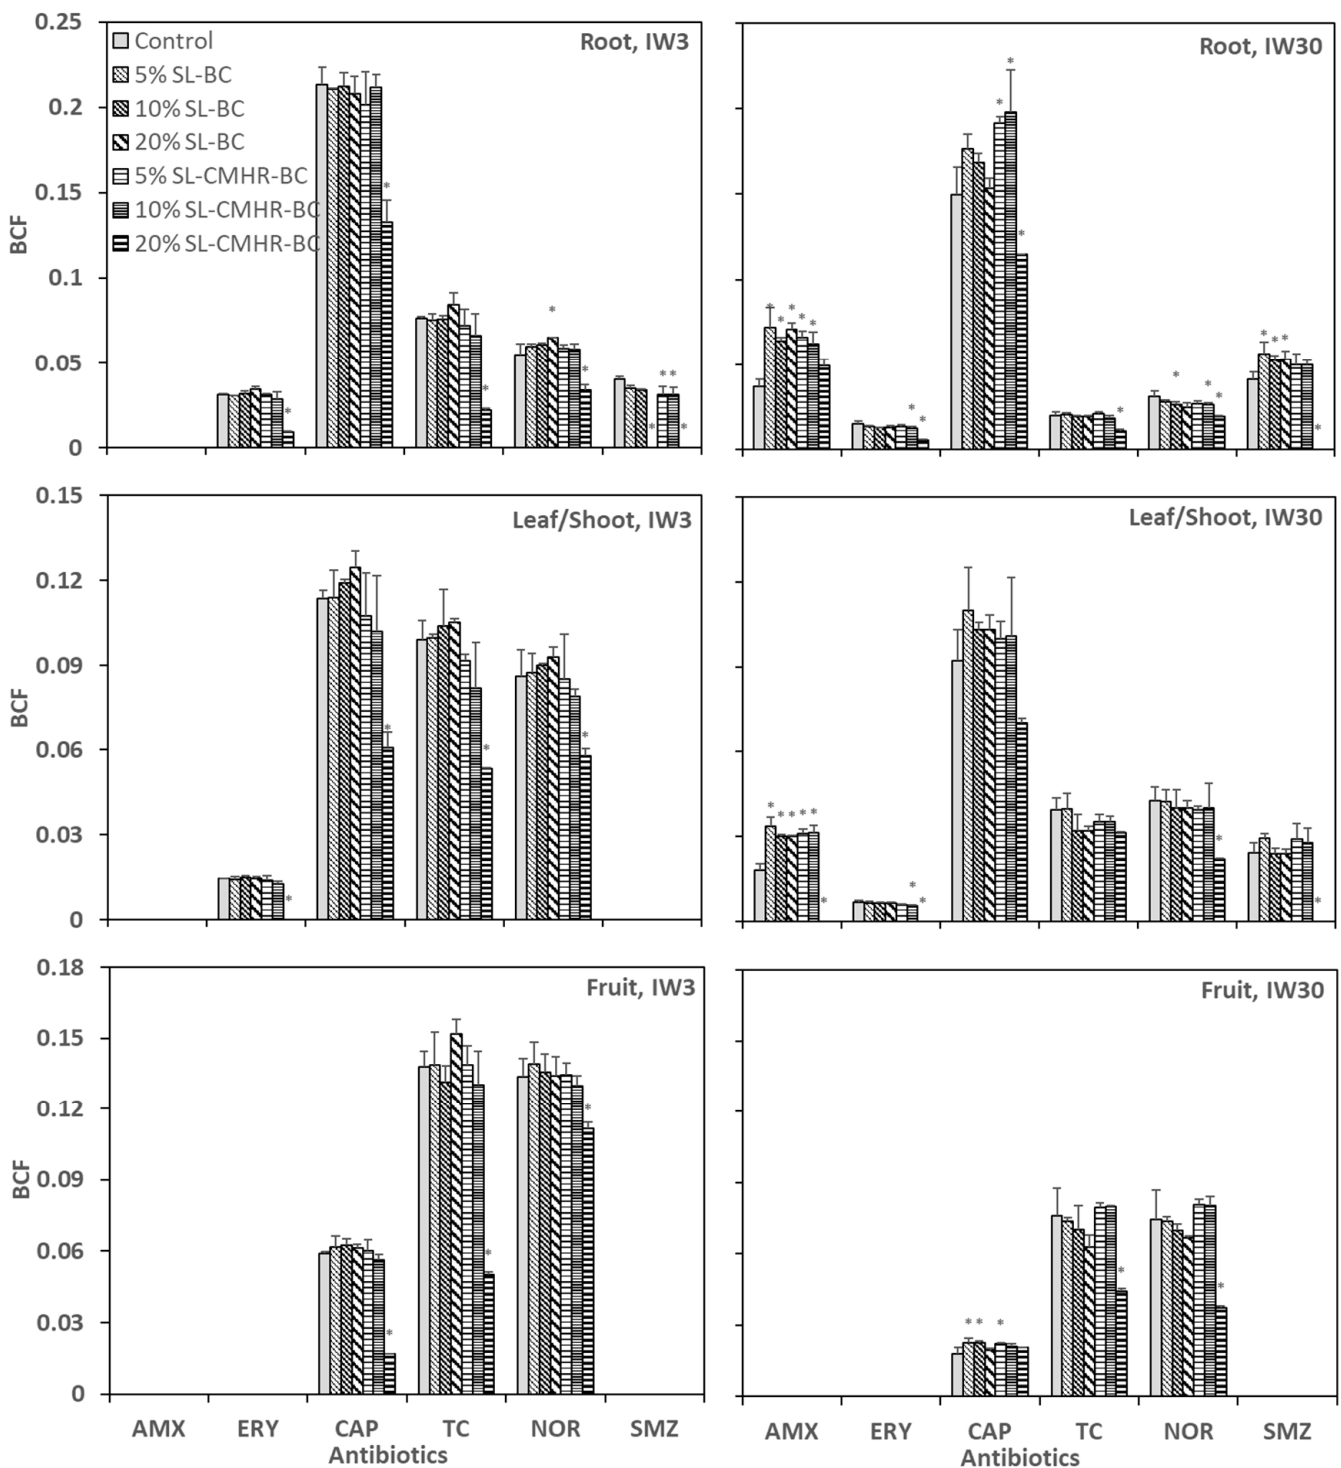 0.25
0.2
0.15
0.1
0.05
0
BCF
Control
5% SL-BC
10% SL-BC
20% SL-BC
5% SL-CMHR-BC
10% SL-CMHR-BC
20% SL-CMHR-BC
Root, IW3
* * * * * * * *
Root, IW30
* * * * * * * * * * * * * * * * * *
0.15
0.12
0.09
0.06
0.03
0
BCF
Leaf/Shoot, IW3
* * * *
Leaf/Shoot, IW30
* * * * * * * * * *
0.18
0.15
0.12
0.09
0.06
0.03
0
BCF
Fruit, IW3
* * *
Fruit, IW30
* * * * *
AMX ERY CAP TC NOR SMZ
Antibiotics
AMX ERY CAP TC NOR SMZ
Antibiotics